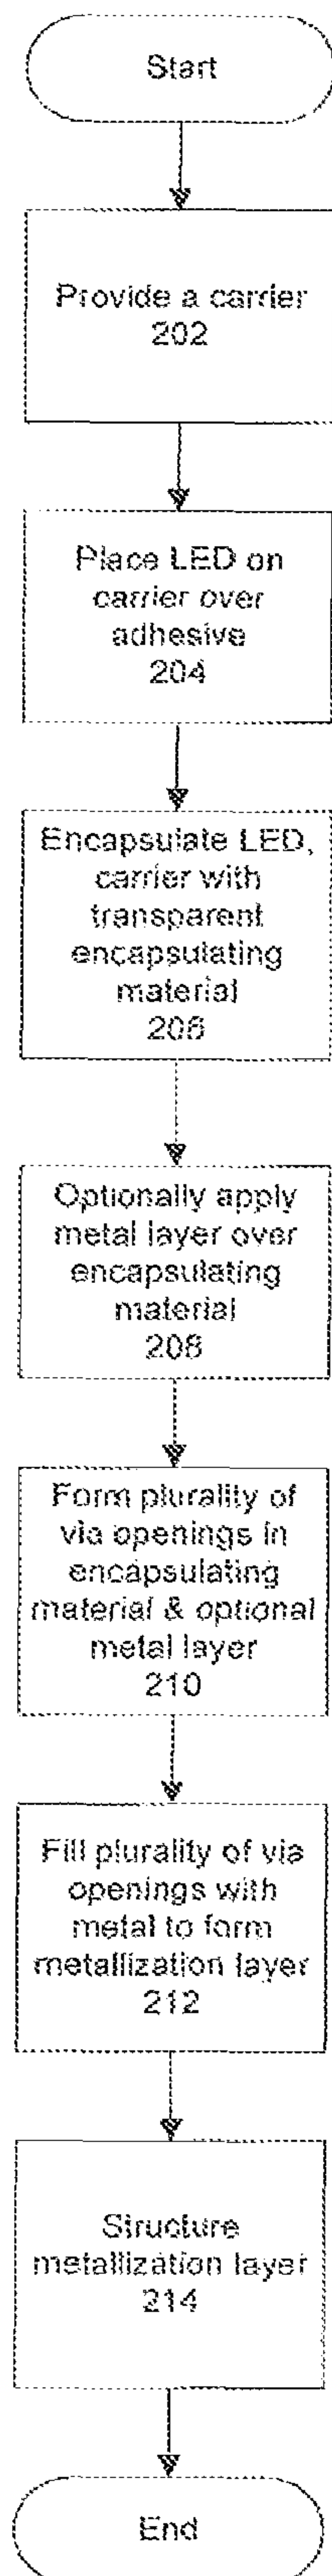 Start
Provide a carrier
202
Place LED on
carrier over
adhesive
204
Encapsulate LED,
carrier with
transparent
encapsulating
material
206
Optionally apply
metal layer over
encapsulating
material
208
Form plurality of
via openings in
encapsulating
material & optional
metal layer
210
Fill plurality of via
openings with
metal to form
metallization layer
212
Structure
metallization layer
214
End